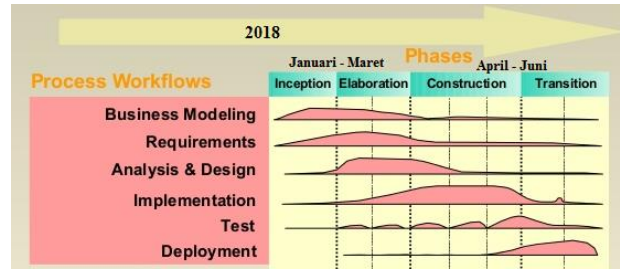 2018
Januari - Maret Phases April - Juni
Process Workflows Inception Elaboration Construction Transition
Business Modeling
Requirements
Analysis & Design
Implementation
Test
Deployment